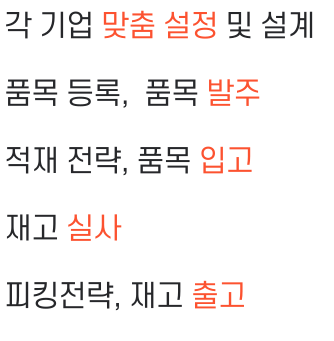 각 기업 맞춤 설정 및 설계
품목 등록, 품목 발주
적재 전략, 품목 입고
재고 실사
피킹전략, 재고 출고